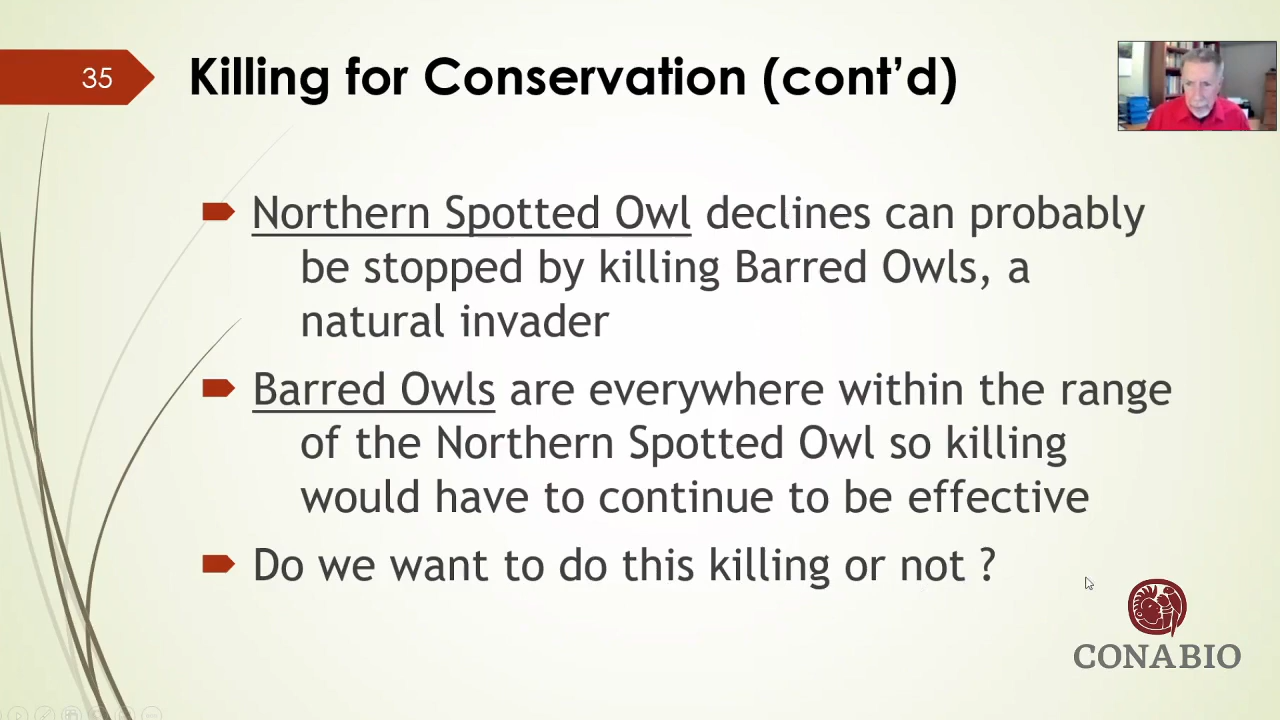 35
Killing for Conservation (cont’d)
Northern Spotted Owl declines can probably
be stopped by killing Barred Owls, a
natural invader
Barred Owls are everywhere within the range
of the Northern Spotted Owl so killing
would have to continue to be effective
Do we want to do this killing or not ?
CONABIO